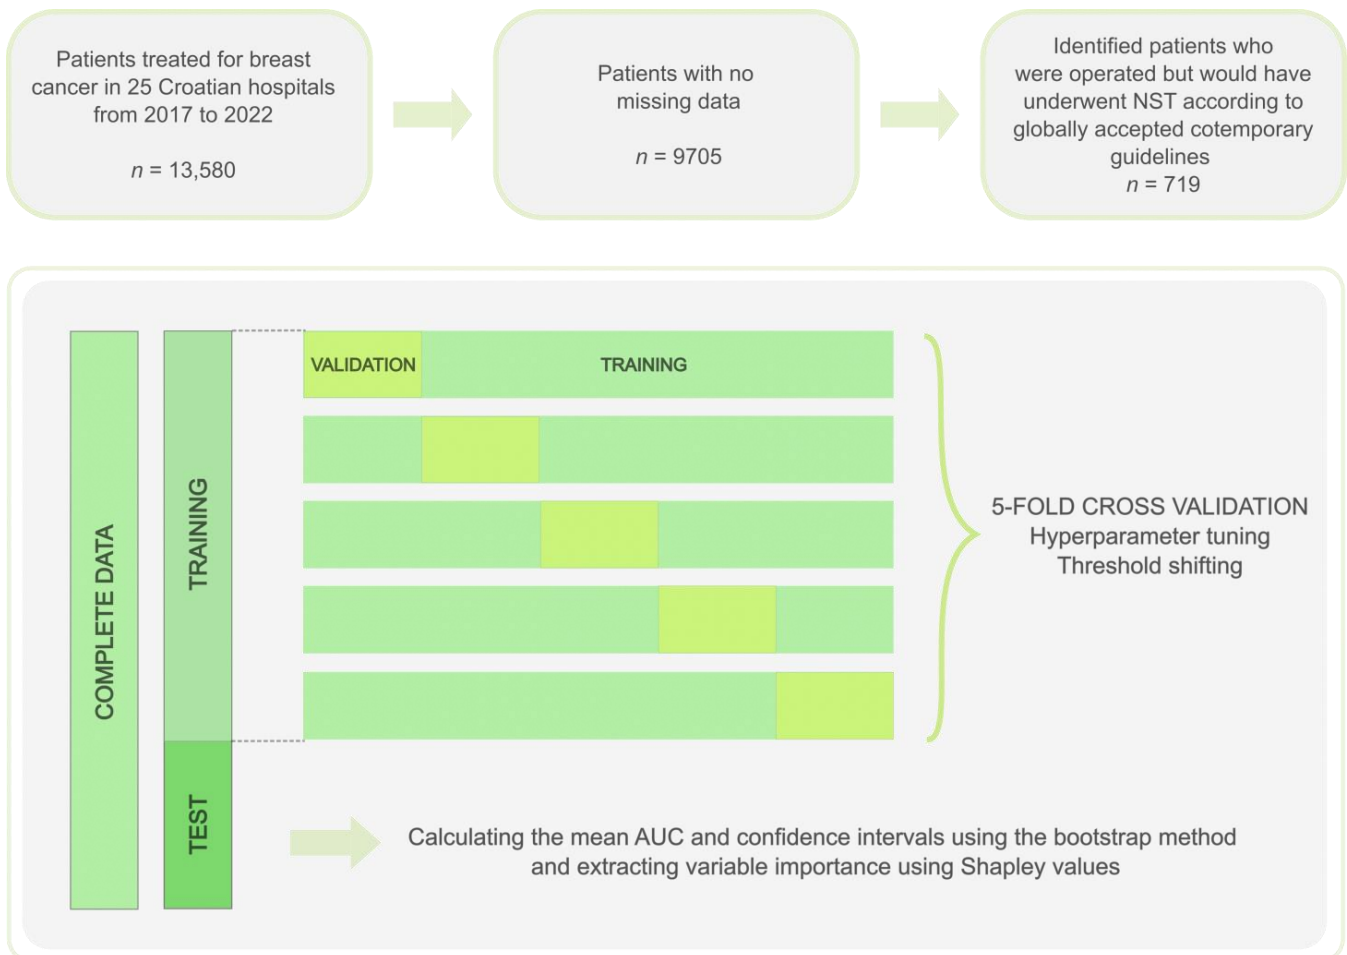 Patients treated for breast
cancer in 25 Croatian hospitals
from 2017 to 2022
n = 13,580
Patients with no
missing data
n = 9705
Identified patients who
were operated but would have
underwent NST according to
globally accepted cotemporary
guidelines
n = 719
COMPLETE DATA
TRAINING
TEST
VALIDATION
TRAINING
5-FOLD CROSS VALIDATION
Hyperparameter tuning
Threshold shifting
Calculating the mean AUC and confidence intervals using the bootstrap method
and extracting variable importance using Shapley values